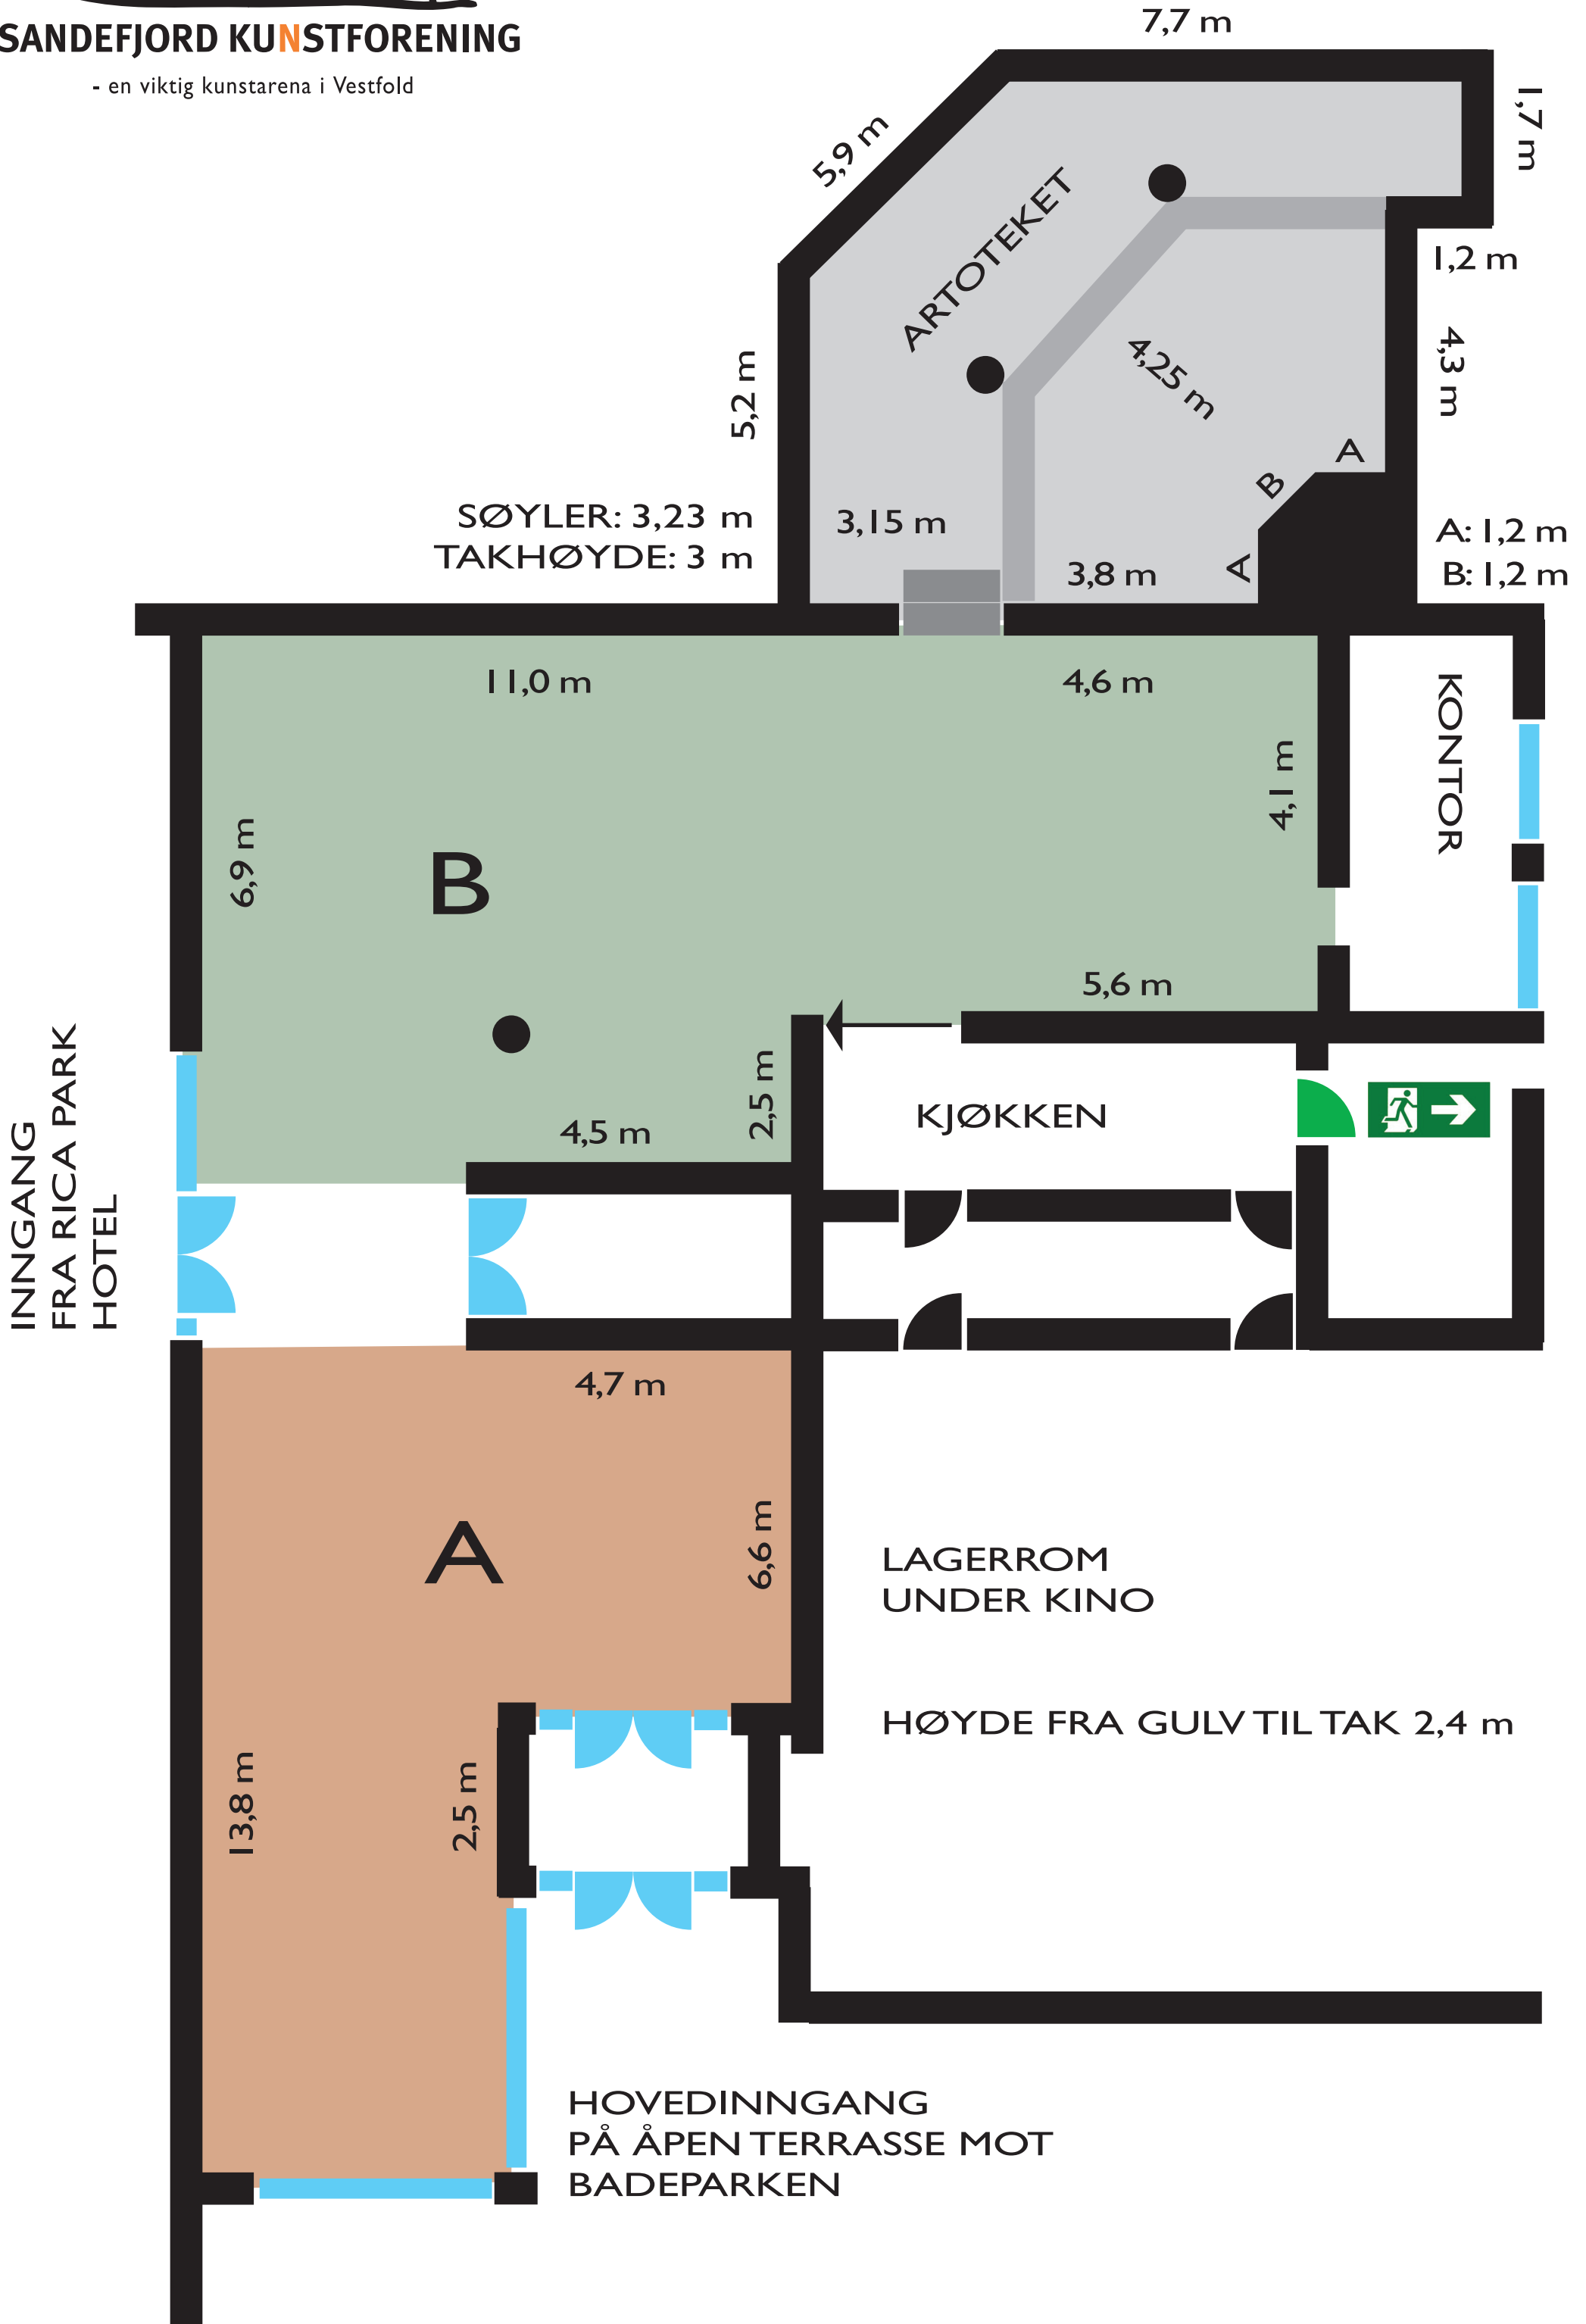 SANDEFJORD KUNSTFORENING
- en viktig kunstarena i Vestfold
7,7 m
1,7 m
5,9 m
ARTOTEKET
1,2 m
4,3 m
4,25 m
5,2 m
A
B
SØYLER: 3,23 m
TAKHØYDE: 3 m
3,15 m
3,8 m
A
A: 1,2 m
B: 1,2 m
11,0 m
4,6 m
KONTOR
4,1 m
6,9 m
B
5,6 m
2,5 m
4,5 m
KJØKKEN
INNGANG
FRA RICA PARK
HOTEL
4,7 m
A
6,6 m
LAGERROM
UNDER KINO
HØYDE FRA GULV TIL TAK 2,4 m
13,8 m
2,5 m
HOVEDINNGANG
PÅ ÅPEN TERRASSE MOT
BADEPARKEN